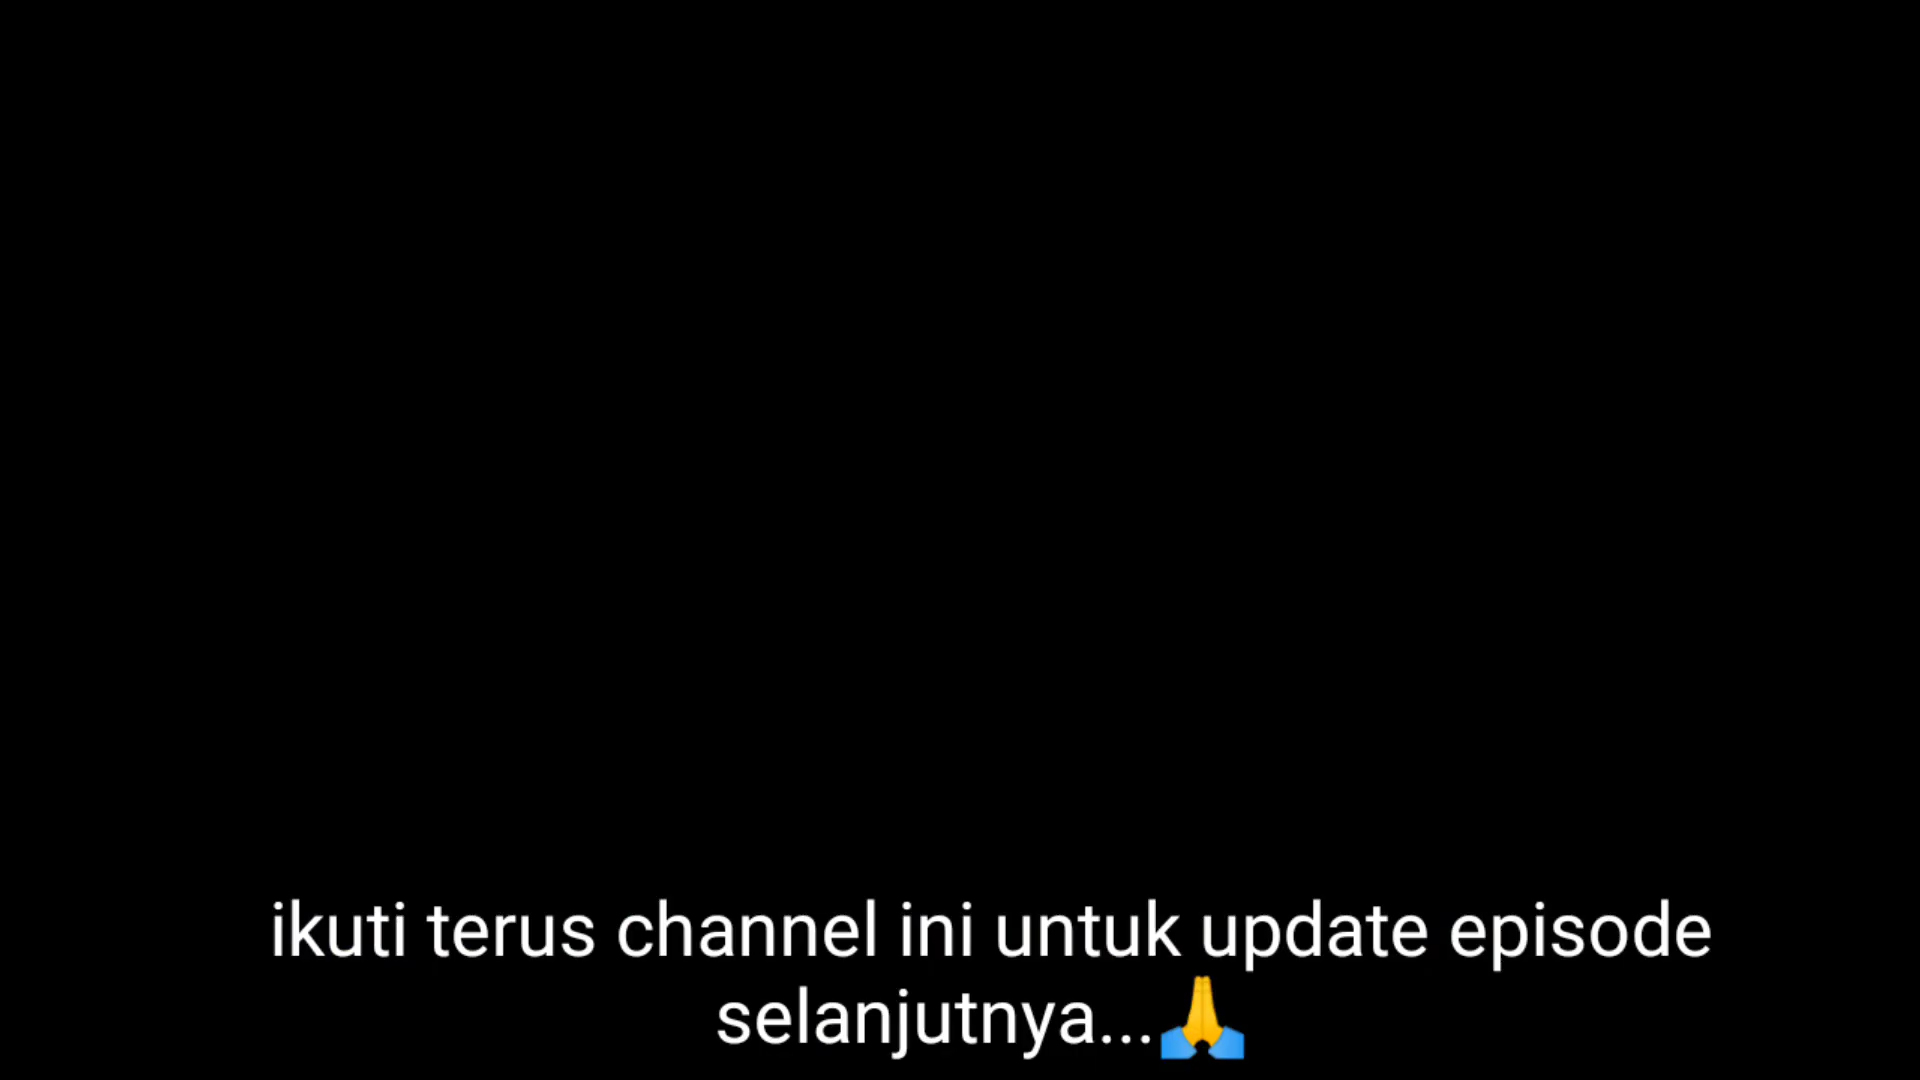 ikuti terus channel ini untuk update episode
selanjutnya...🙏